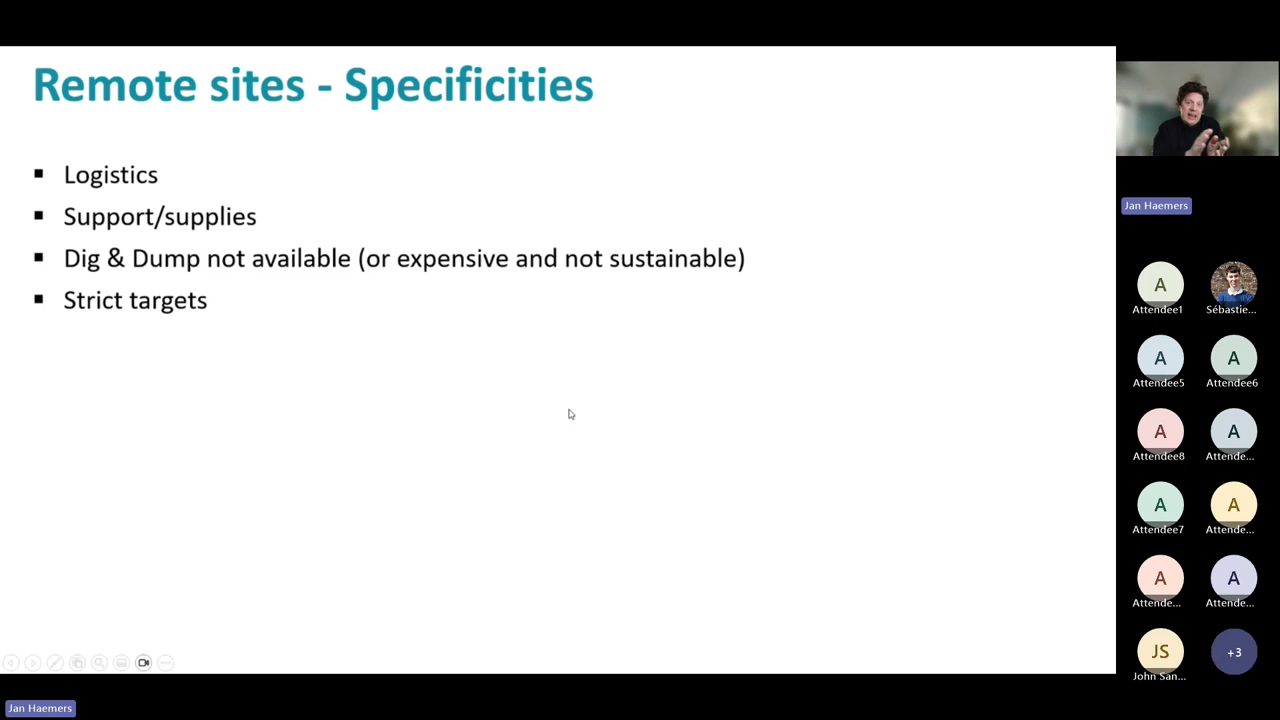 Remote sites - Specificities
Logistics
Support/supplies
Dig & Dump not available (or expensive and not sustainable)
Strict targets
Jan Haemers
A
Attendee1
Sébastie...
A
Attendee5
A
Attendee6
A
Attendee8
A
Attende...
A
Attendee7
A
Attende...
A
Attende...
A
Attende...
JS
John San...
+3
Jan Haemers